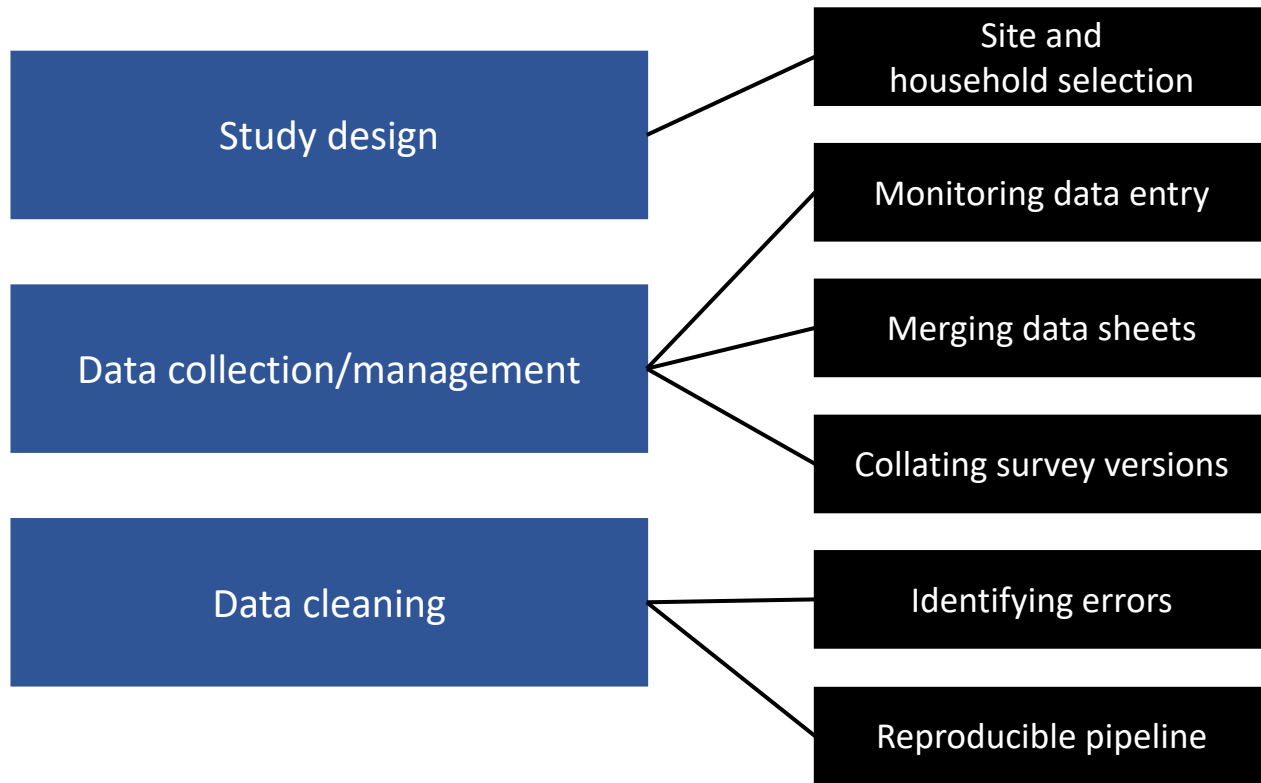 Study design
Site and
household selection
Data collection/management
Monitoring data entry
Merging data sheets
Collating survey versions
Data cleaning
Identifying errors
Reproducible pipeline